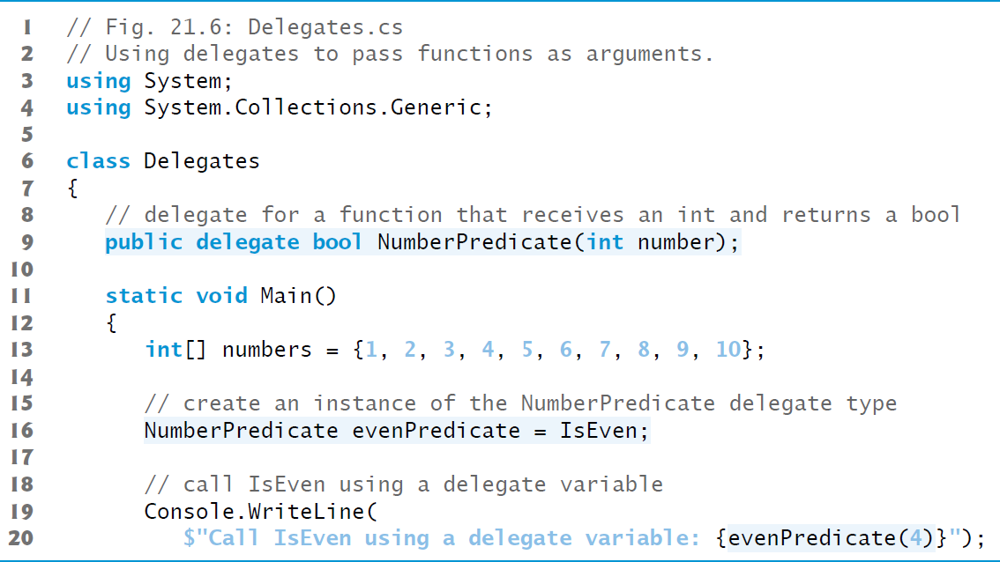 1 // Fig. 21.6: Delegates.cs
2 // Using delegates to pass functions as arguments.
3 using System;
4 using System.Collections.Generic;
5
6 class Delegates
7 {
8 // delegate for a function that receives an int and returns a bool
9 public delegate bool NumberPredicate(int number);
10
11 static void Main()
12 {
13 int[] numbers = {1, 2, 3, 4, 5, 6, 7, 8, 9, 10};
14
15 // create an instance of the NumberPredicate delegate type
16 NumberPredicate evenPredicate = IsEven;
17
18 // call IsEven using a delegate variable
19 Console.WriteLine(
20 $"Call IsEven using a delegate variable: {evenPredicate(4)}");